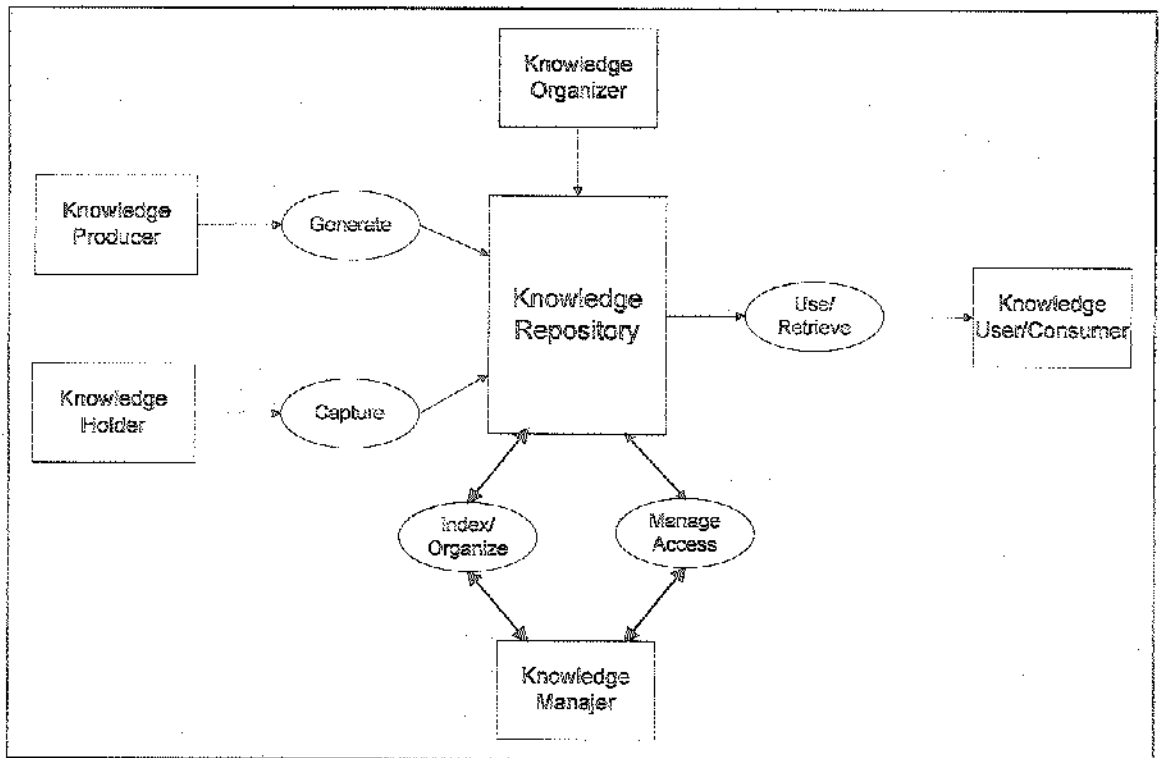 Knowledge
Organizer
Knowledge
Producer
Generate
Knowledge
Repository
Use/
Retrieve
Knowledge
User/Consumer
Knowledge
Holder
Capture
Index/
Organize
Manage
Access
Knowledge
Manajer